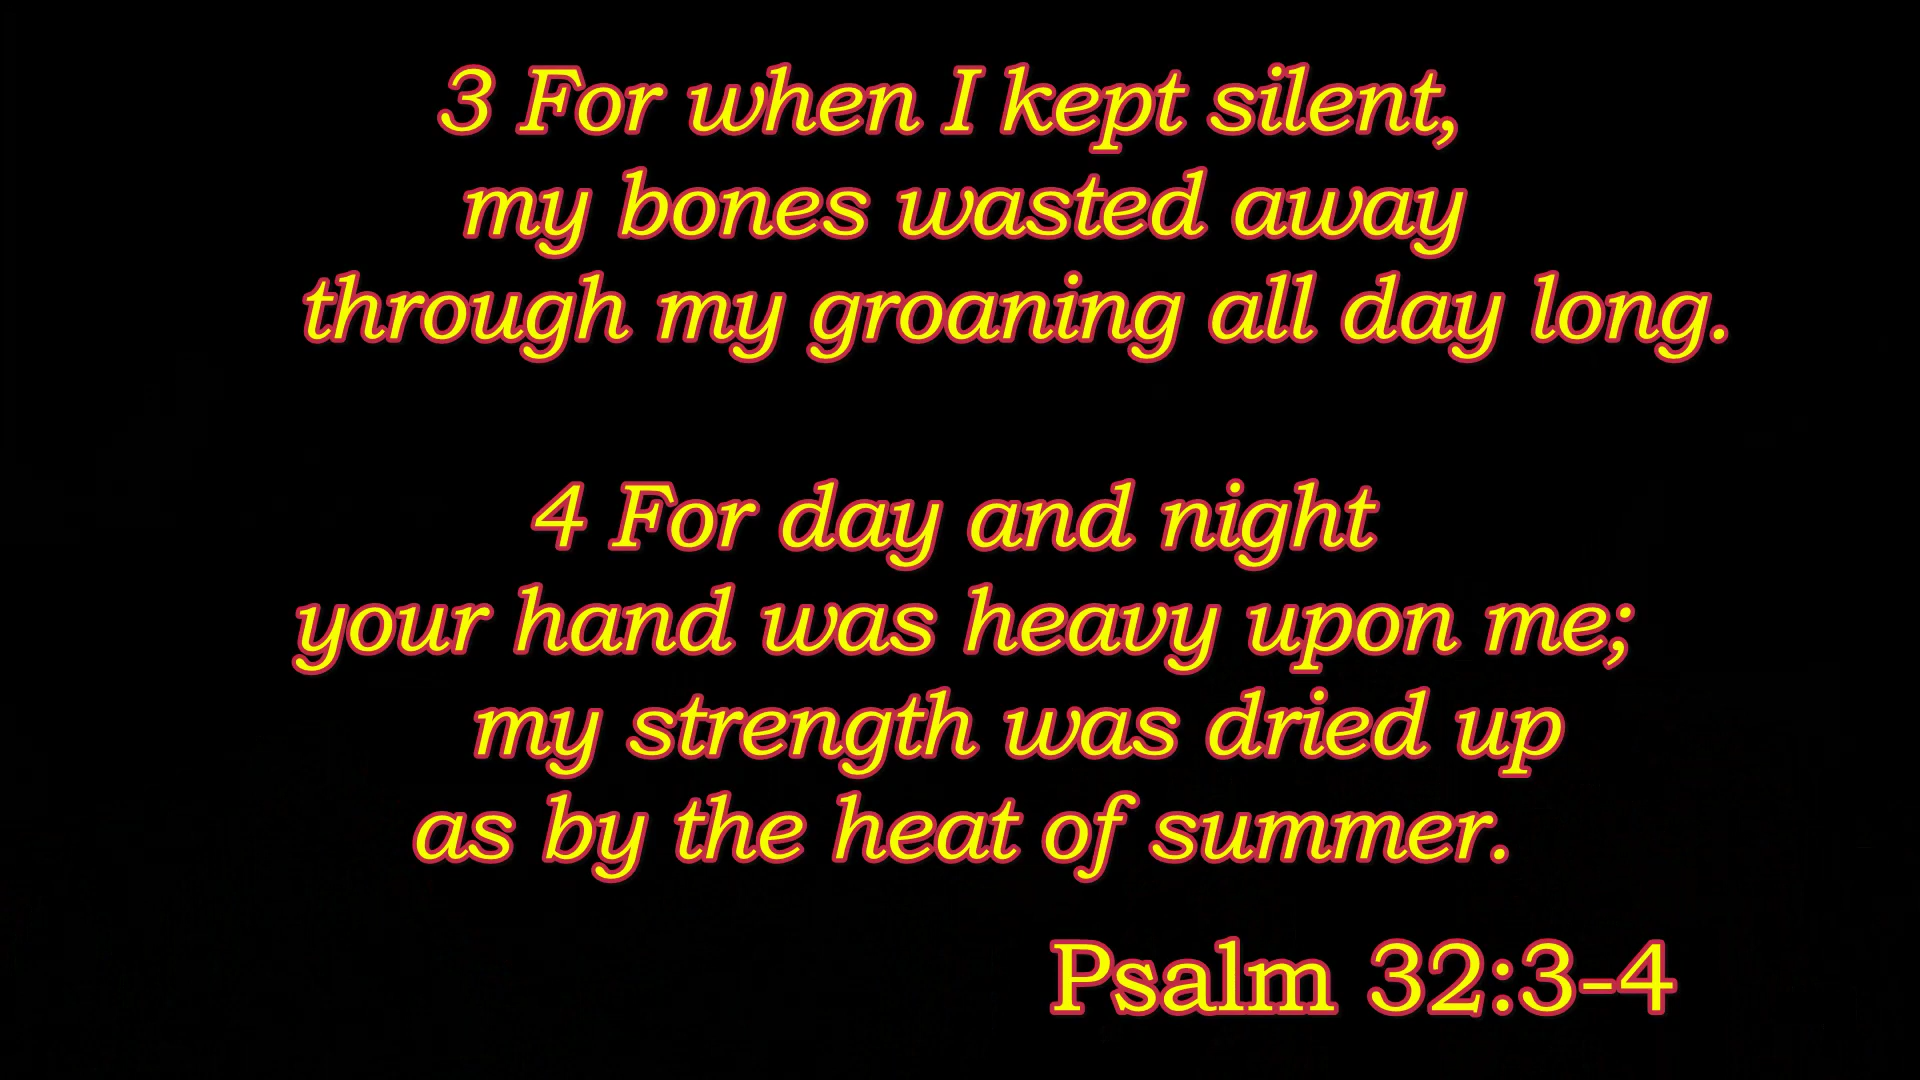 3 For when I kept silent,
my bones wasted away
through my groaning all day long.
4 For day and night
your hand was heavy upon me;
my strength was dried up
as by the heat of summer.
Psalm 32:3-4